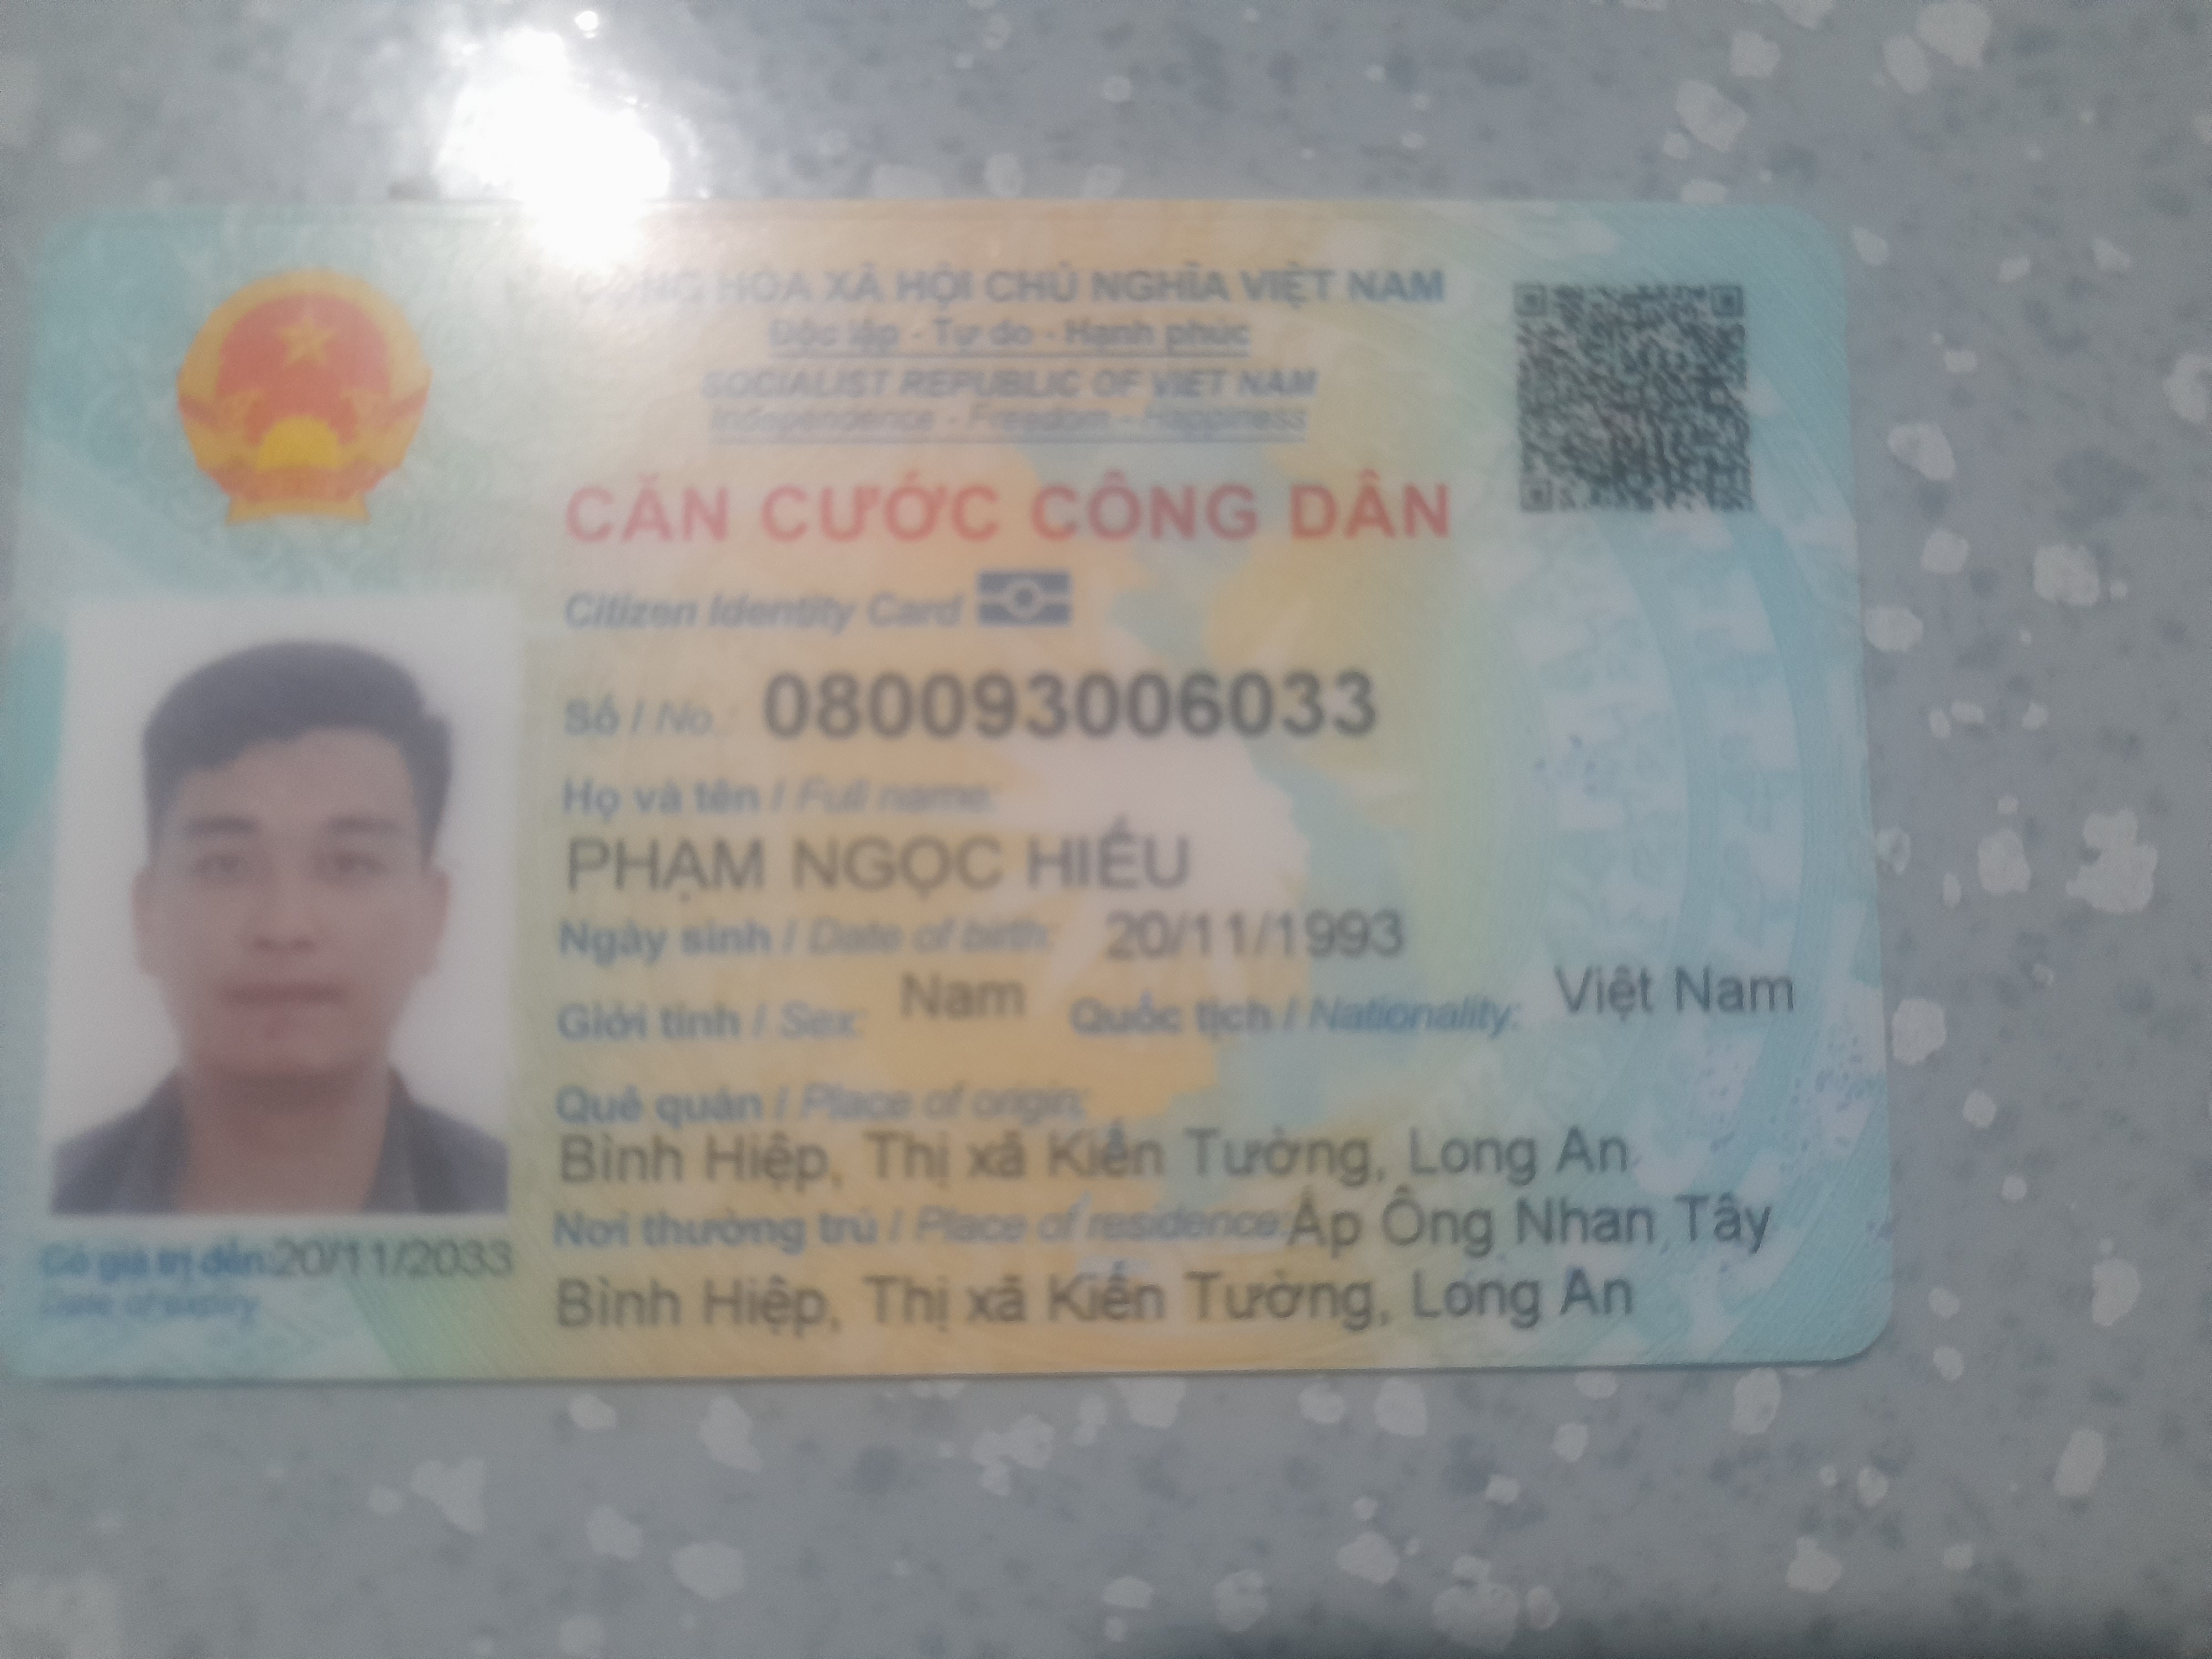 CỘNG HÒA XÃ HỘI CHỦ NGHĨA VIỆT NAM
Độc lập - Tự do - Hạnh phúc
SOCIALIST REPUBLIC OF VIET NAM
Independence - Freedom - Happiness
CĂN CƯỚC CÔNG DÂN
Citizen Identity Card
Số / No.: 080093006033
Họ và tên / Full name:
PHẠM NGỌC HIẾU
Ngày sinh / Date of birth: 20/11/1993
Giới tính / Sex: Nam Quốc tịch / Nationality: Việt Nam
Quê quán / Place of origin:
Bình Hiệp, Thị xã Kiến Tường, Long An
Nơi thường trú / Place of residence: Ấp Ông Nhan Tây
Bình Hiệp, Thị xã Kiến Tường, Long An
Có giá trị đến: 20/11/2033
Date of expiry